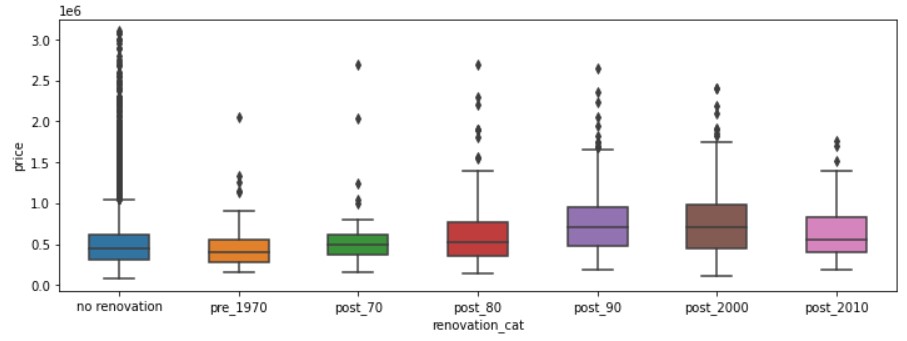 1e6
3.0
2.5
2.0
1.5
1.0
0.5
0.0
price
no renovation pre_1970 post_70 post_80 post_90 post_2000 post_2010
renovation_cat